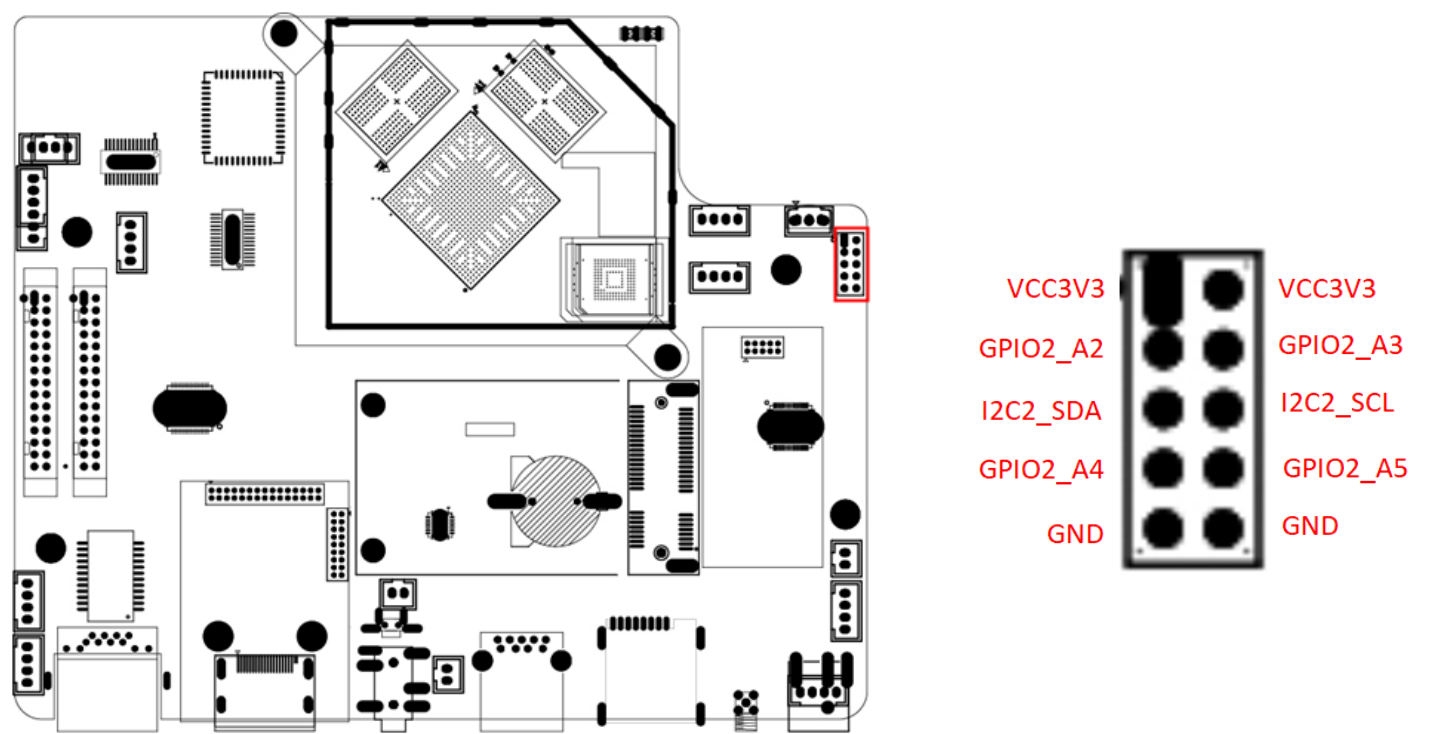 VCC3V3 VCC3V3
GPIO2_A2 GPIO2_A3
I2C2_SDA I2C2_SCL
GPIO2_A4 GPIO2_A5
GND GND